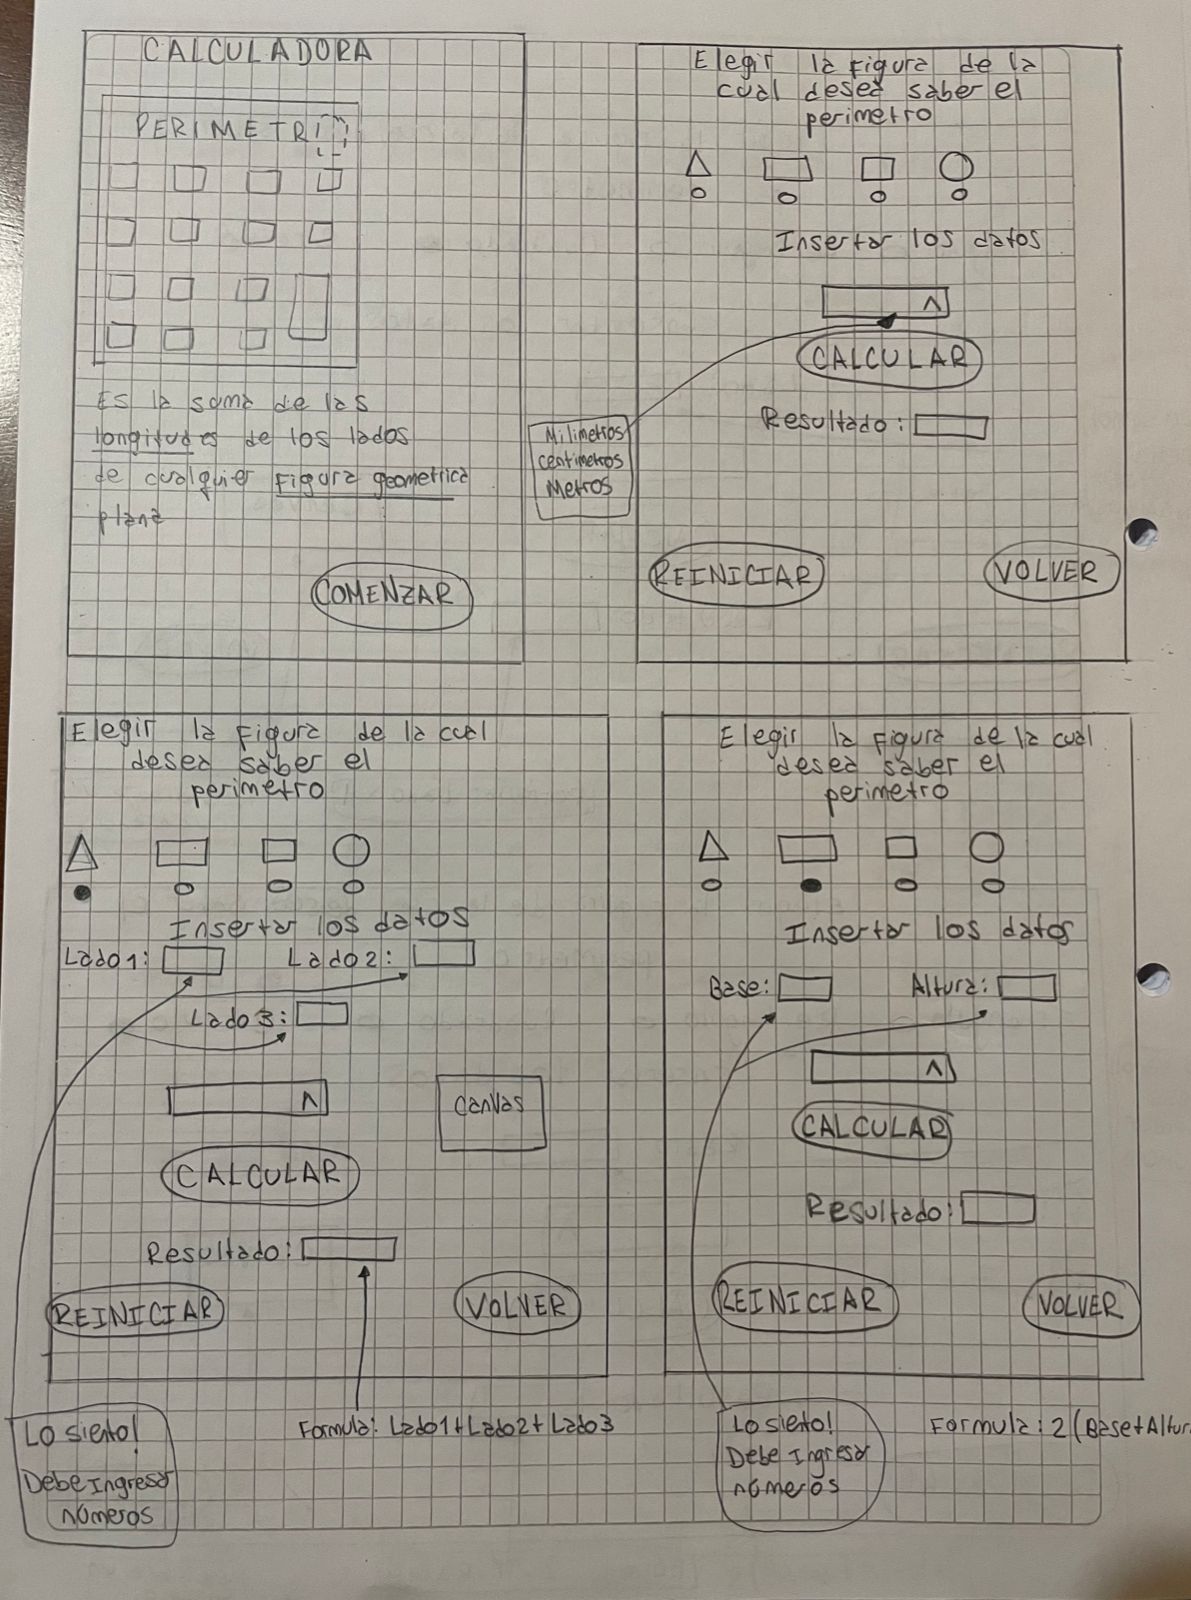 CALCULADORA
PERIMETR
Es la suma de las
longitudes de los lados
de cualquier figura geometrica
plana
COMENZAR
Elegir la figura de la
cual desea saber el
perimetro
Insertar los datos
CALCULAR
Resultado:
Milimetros
centimetros
Metros
REINICIAR
VOLVER
Elegir la figura de la cual
desea saber el
perimetro
Insertar los datos
Lado1:
Lado2:
Lado3:
Canvas
CALCULAR
Resultado:
REINICIAR
VOLVER
Lo siento!
Debe Ingresar
números
Formula: Lado1+Lado2+Lado3
Elegir la figura de la cual
desea saber el
perimetro
Insertar los datos
Base:
Altura:
CALCULAR
Resultado:
REINICIAR
VOLVER
Lo siento!
Debe Ingresar
números
Formula: 2(Base+Altur